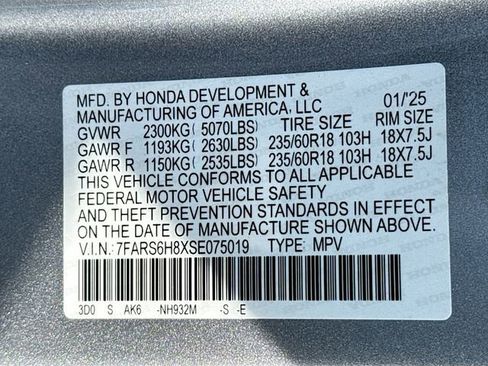 MFD. BY HONDA DEVELOPMENT &
MANUFACTURING OF AMERICA, LLC 01/'25
GVWR 2300KG ( 5070LBS) TIRE SIZE RIM SIZE
GAWR F 1193KG ( 2630LBS) 235/60R18 103H 18X7.5J
GAWR R 1150KG ( 2535LBS) 235/60R18 103H 18X7.5J
THIS VEHICLE CONFORMS TO ALL APPLICABLE
FEDERAL MOTOR VEHICLE SAFETY
AND THEFT PREVENTION STANDARDS IN EFFECT
ON THE DATE OF MANUFACTURE SHOWN ABOVE.
V.I.N.: 7FARS6H8XSE075019 TYPE: MPV
3D0 S AK6 -NH932M -S -E